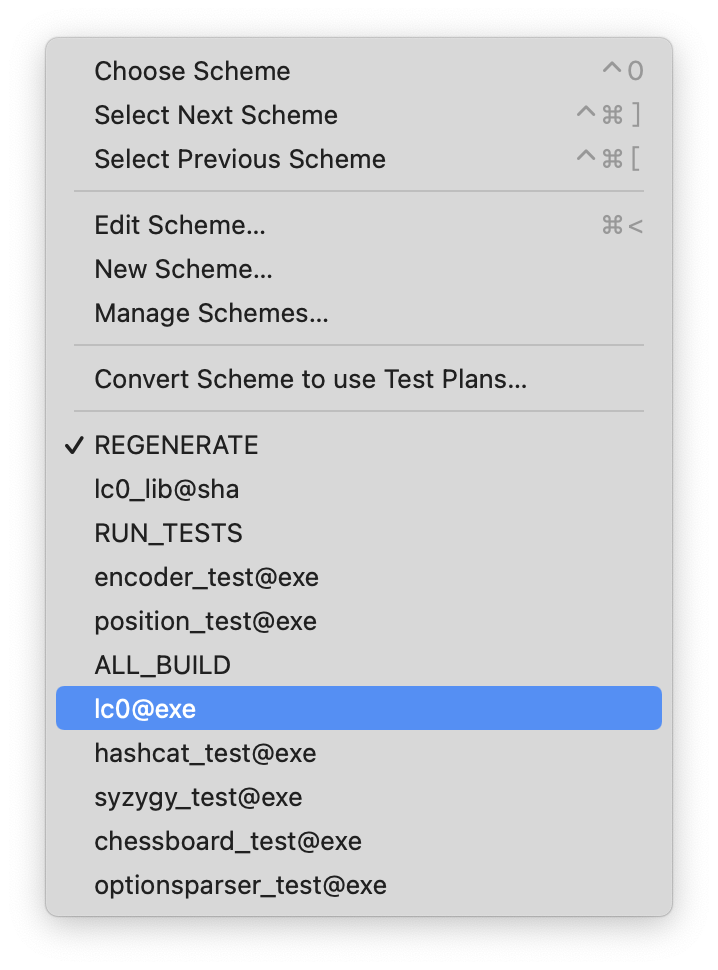 Choose Scheme ^0
Select Next Scheme ^⌘]
Select Previous Scheme ^⌘[
Edit Scheme... ⌘<
New Scheme...
Manage Schemes...
Convert Scheme to use Test Plans...
✓ REGENERATE
lc0_lib@sha
RUN_TESTS
encoder_test@exe
position_test@exe
ALL_BUILD
lc0@exe
hashcat_test@exe
syzygy_test@exe
chessboard_test@exe
optionsparser_test@exe